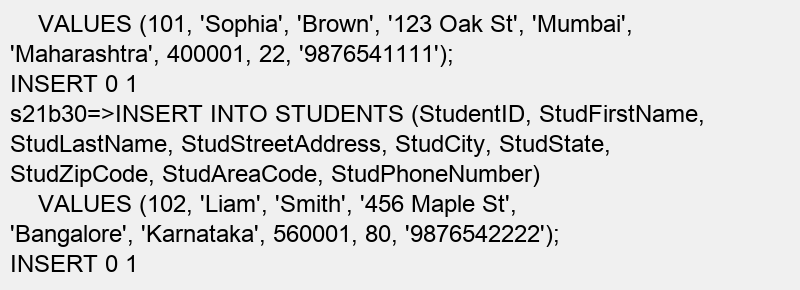 VALUES (101, 'Sophia', 'Brown', '123 Oak St', 'Mumbai',
'Maharashtra', 400001, 22, '9876541111');
INSERT 0 1
s21b30=>INSERT INTO STUDENTS (StudentID, StudFirstName,
StudLastName, StudStreetAddress, StudCity, StudState,
StudZipCode, StudAreaCode, StudPhoneNumber)
VALUES (102, 'Liam', 'Smith', '456 Maple St',
'Bangalore', 'Karnataka', 560001, 80, '9876542222');
INSERT 0 1